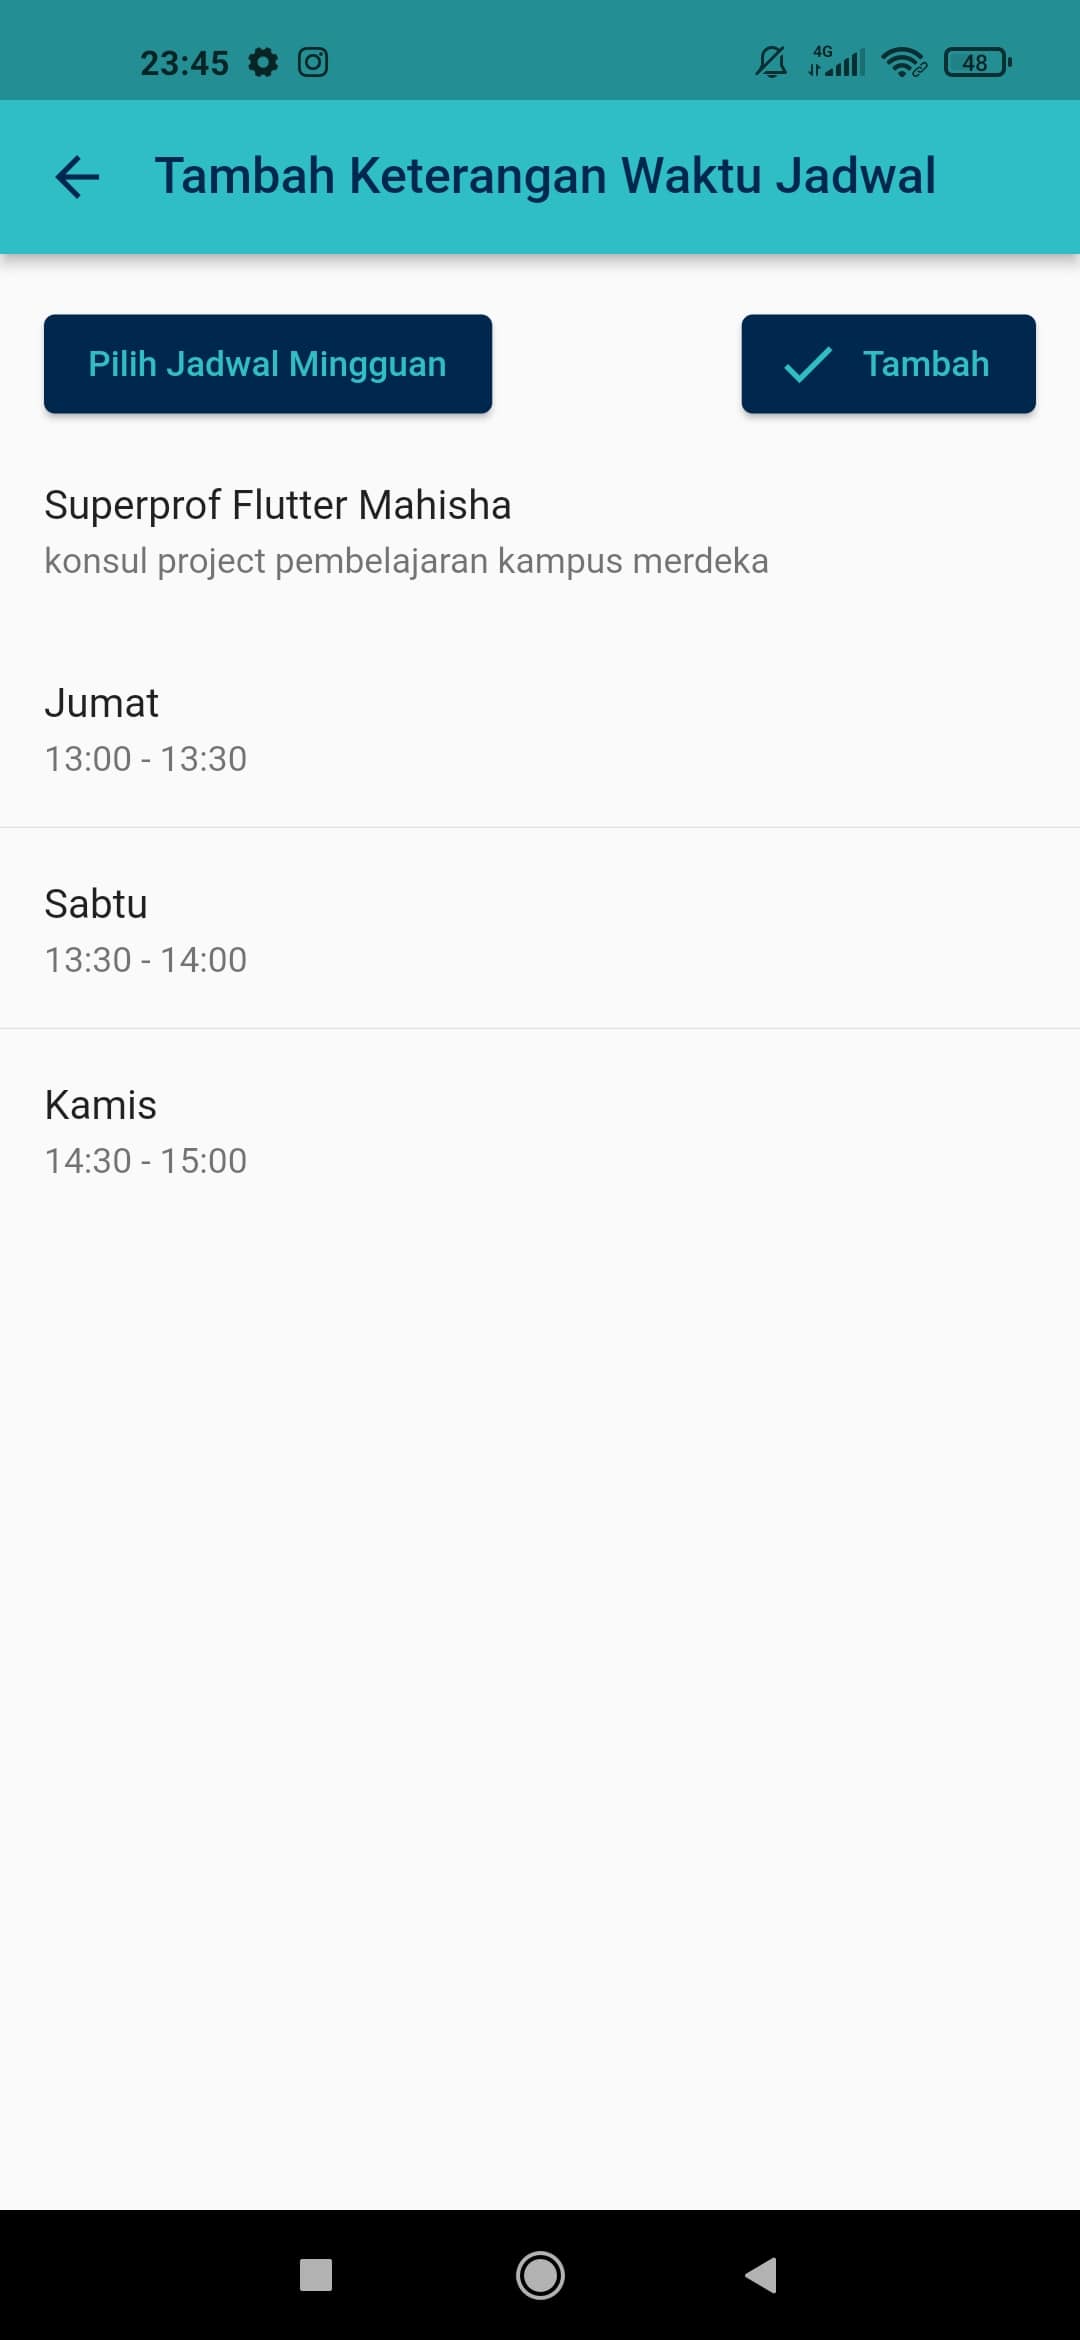 23:45
4G
48
Tambah Keterangan Waktu Jadwal
Pilih Jadwal Mingguan
Tambah
Superprof Flutter Mahisha
konsul project pembelajaran kampus merdeka
Jumat
13:00 - 13:30
Sabtu
13:30 - 14:00
Kamis
14:30 - 15:00